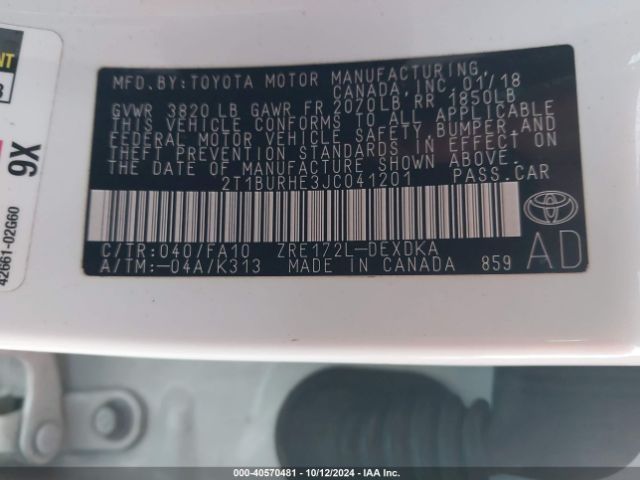 MFD.BY:TOYOTA MOTOR MANUFACTURING,
CANADA, INC. 01/18
GVWR 3820 LB GAWR FR 2020LB RR 1850LB
THIS VEHICLE CONFORMS TO ALL APPLICABLE
FEDERAL MOTOR VEHICLE SAFETY, BUMPER, AND
THEFT PREVENTION STANDARDS IN EFFECT ON
THE DATE OF MANUFACTURE SHOWN ABOVE.
2T1BURHE3JC041201 PASS.CAR
C/TR:040/FA10 ZRE172L-DEXDKA
A/TM:-04A/K313 MADE IN CANADA 859
AD
9X
42661-02G60
000-40570481 - 10/12/2024 - IAA Inc.